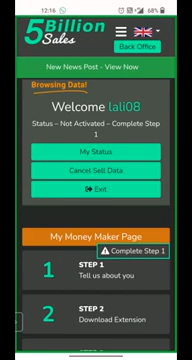 12:16
68%
5 Billion
Sales
Back Office
New News Post - View Now
Browsing Data!
Welcome lali08
Status – Not Activated – Complete Step
1
My Status
Cancel Sell Data
Exit
My Money Maker Page
Complete Step 1
1
STEP 1
Tell us about you
2
STEP 2
Download Extension